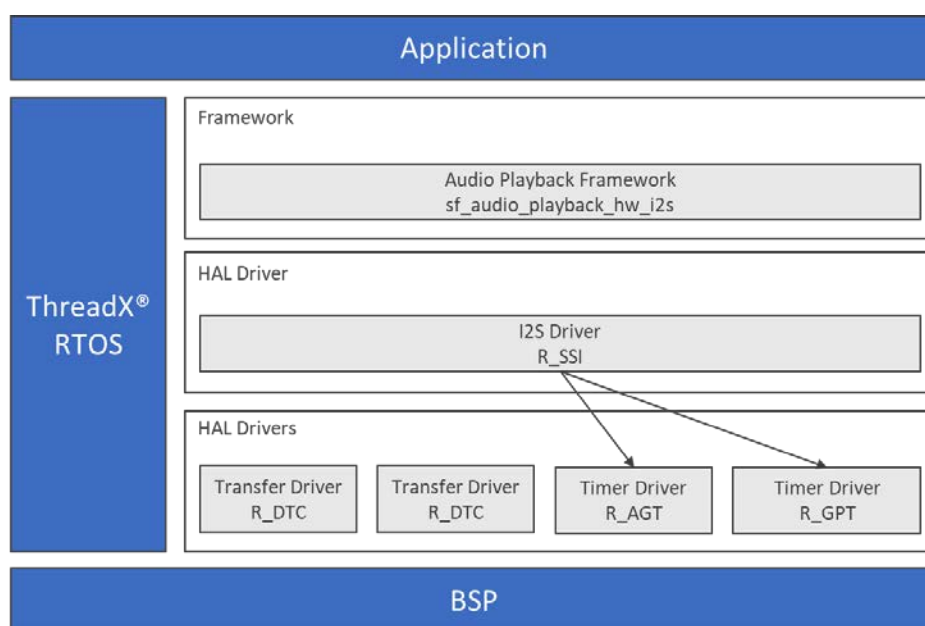 Application
ThreadX®
RTOS
Framework
Audio Playback Framework
sf_audio_playback_hw_i2s
HAL Driver
I2S Driver
R_SSI
HAL Drivers
Transfer Driver
R_DTC
Transfer Driver
R_DTC
Timer Driver
R_AGT
Timer Driver
R_GPT
BSP